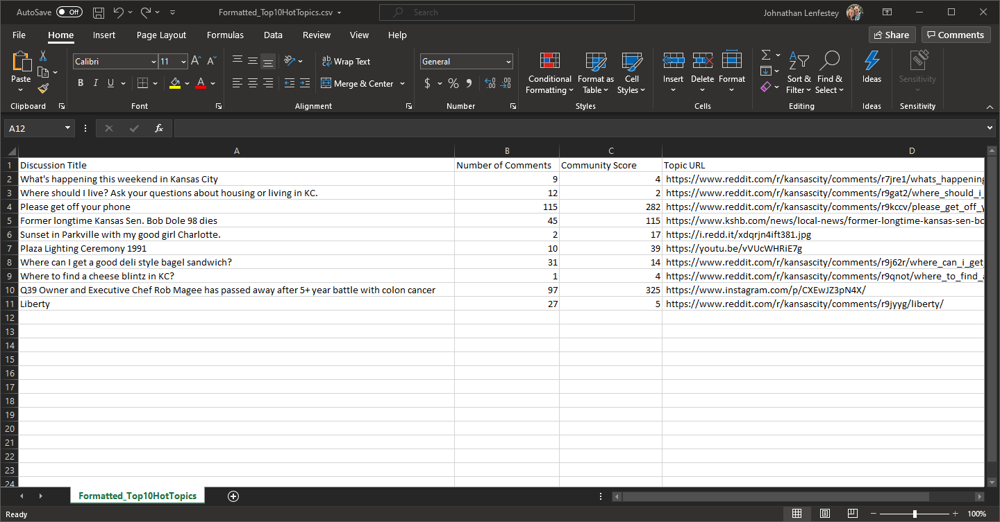 AutoSave Off Formatted_Top10HotTopics.csv Search Johnathan Lenfestey
File Home Insert Page Layout Formulas Data Review View Help Share Comments
Paste Calibri 11 Wrap Text General Conditional Formatting Format as Table Cell Styles Insert Delete Format Sort & Filter Find & Select Ideas Sensitivity
B I U A Merge & Center $ % 9
Clipboard Font Alignment Number Styles Cells Editing Ideas Sensitivity
A12 fx
A B C D
1 Discussion Title Number of Comments Community Score Topic URL
2 What's happening this weekend in Kansas City 9 4 https://www.reddit.com/r/kansascity/comments/r7jre1/whats_happening
3 Where should I live? Ask your questions about housing or living in KC. 12 2 https://www.reddit.com/r/kansascity/comments/r9gat2/where_should_i_
4 Please get off your phone 115 282 https://www.reddit.com/r/kansascity/comments/r9kccv/please_get_off_y
5 Former longtime Kansas Sen. Bob Dole 98 dies 45 115 https://www.kshb.com/news/local-news/former-longtime-kansas-sen-bo
6 Sunset in Parkville with my good girl Charlotte. 2 17 https://i.redd.it/xdqrjn4ift381.jpg
7 Plaza Lighting Ceremony 1991 10 39 https://youtu.be/vVUcWHRiE7g
8 Where can I get a good deli style bagel sandwich? 31 14 https://www.reddit.com/r/kansascity/comments/r9j62r/where_can_i_get_
9 Where to find a cheese blintz in KC? 1 4 https://www.reddit.com/r/kansascity/comments/r9qnot/where_to_find_a
10 Q39 Owner and Executive Chef Rob Magee has passed away after 5+ year battle with colon cancer 97 325 https://www.instagram.com/p/CXEwJZ3pN4X/
11 Liberty 27 5 https://www.reddit.com/r/kansascity/comments/r9jyyg/liberty/
12
13
14
15
16
17
18
19
20
21
22
23
24
Formatted_Top10HotTopics
Ready 100%